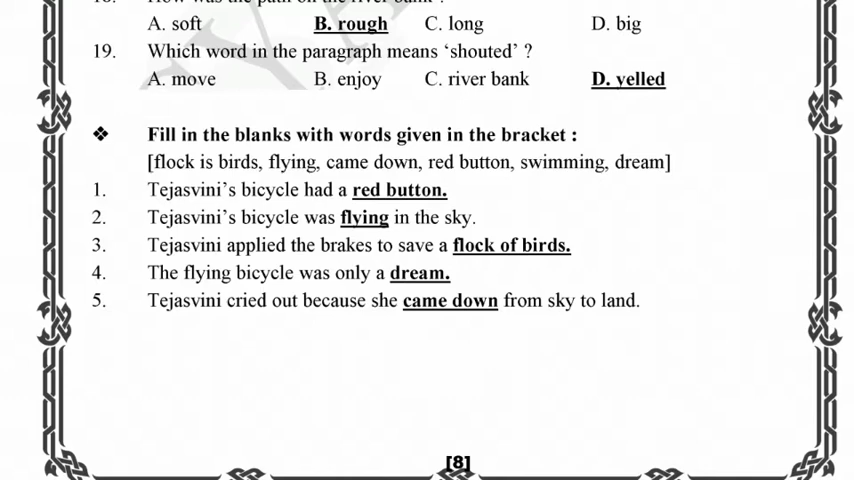 A. soft B. rough C. long D. big
19. Which word in the paragraph means ‘shouted’ ?
A. move B. enjoy C. river bank D. yelled
❖ Fill in the blanks with words given in the bracket :
[flock is birds, flying, came down, red button, swimming, dream]
1. Tejasvini’s bicycle had a red button.
2. Tejasvini’s bicycle was flying in the sky.
3. Tejasvini applied the brakes to save a flock of birds.
4. The flying bicycle was only a dream.
5. Tejasvini cried out because she came down from sky to land.
[8]